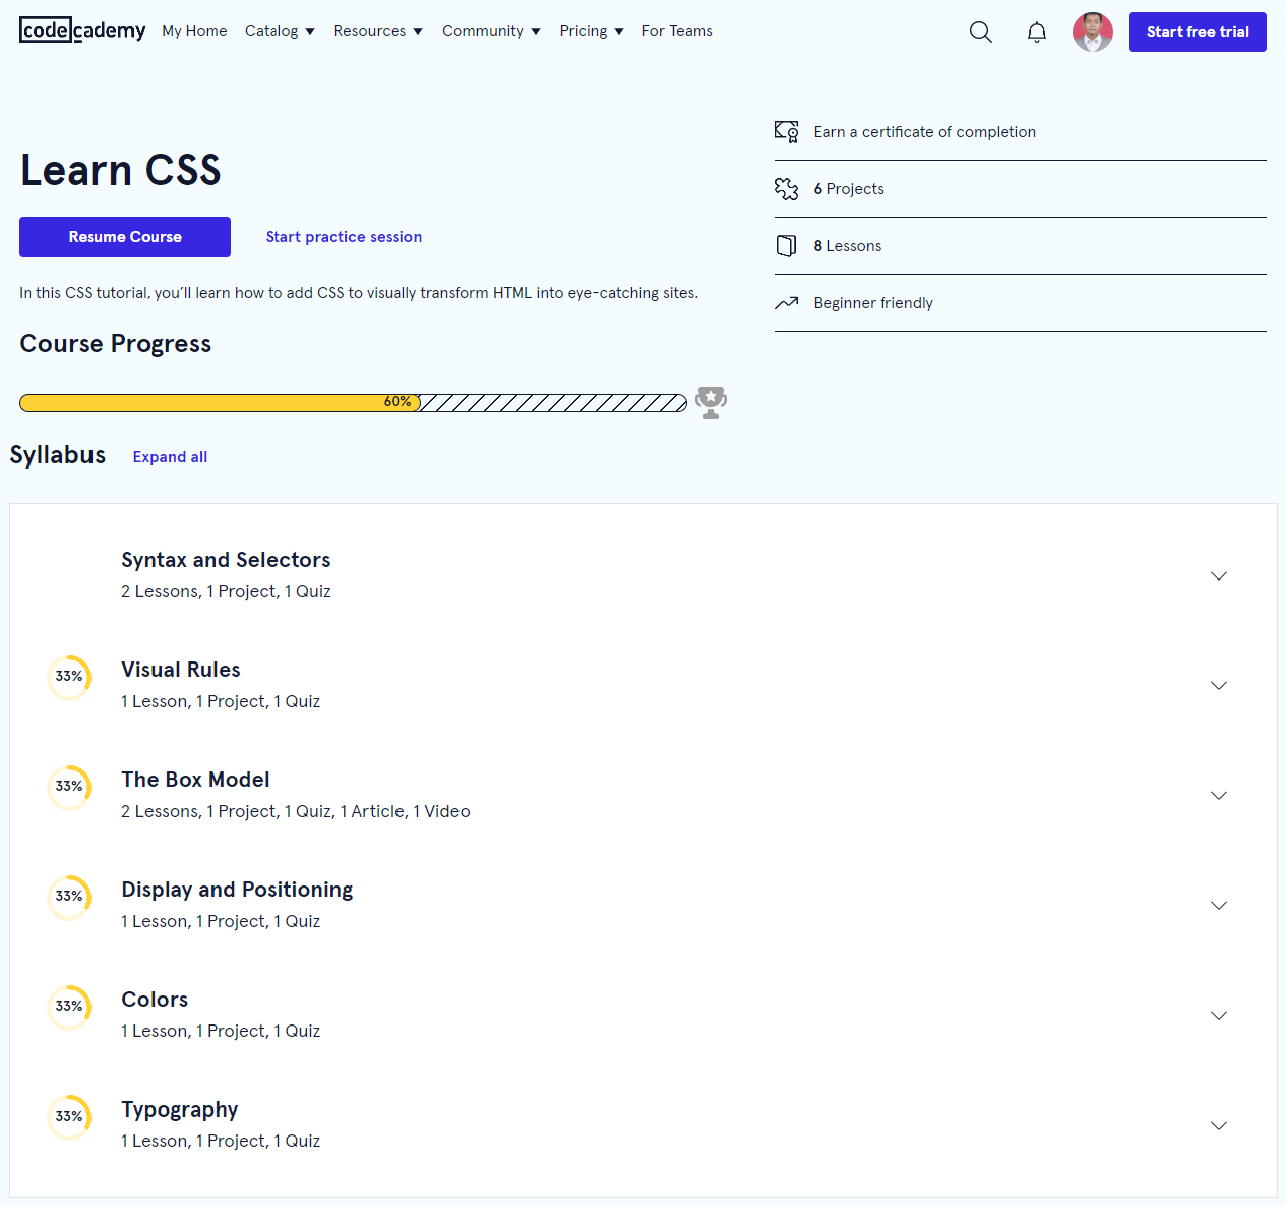 codecademy
My Home Catalog Resources Community Pricing For Teams
Start free trial
Learn CSS
Resume Course
Start practice session
In this CSS tutorial, you’ll learn how to add CSS to visually transform HTML into eye-catching sites.
Earn a certificate of completion
6 Projects
8 Lessons
Beginner friendly
Course Progress
60%
Syllabus
Expand all
Syntax and Selectors
2 Lessons, 1 Project, 1 Quiz
33%
Visual Rules
1 Lesson, 1 Project, 1 Quiz
33%
The Box Model
2 Lessons, 1 Project, 1 Quiz, 1 Article, 1 Video
33%
Display and Positioning
1 Lesson, 1 Project, 1 Quiz
33%
Colors
1 Lesson, 1 Project, 1 Quiz
33%
Typography
1 Lesson, 1 Project, 1 Quiz